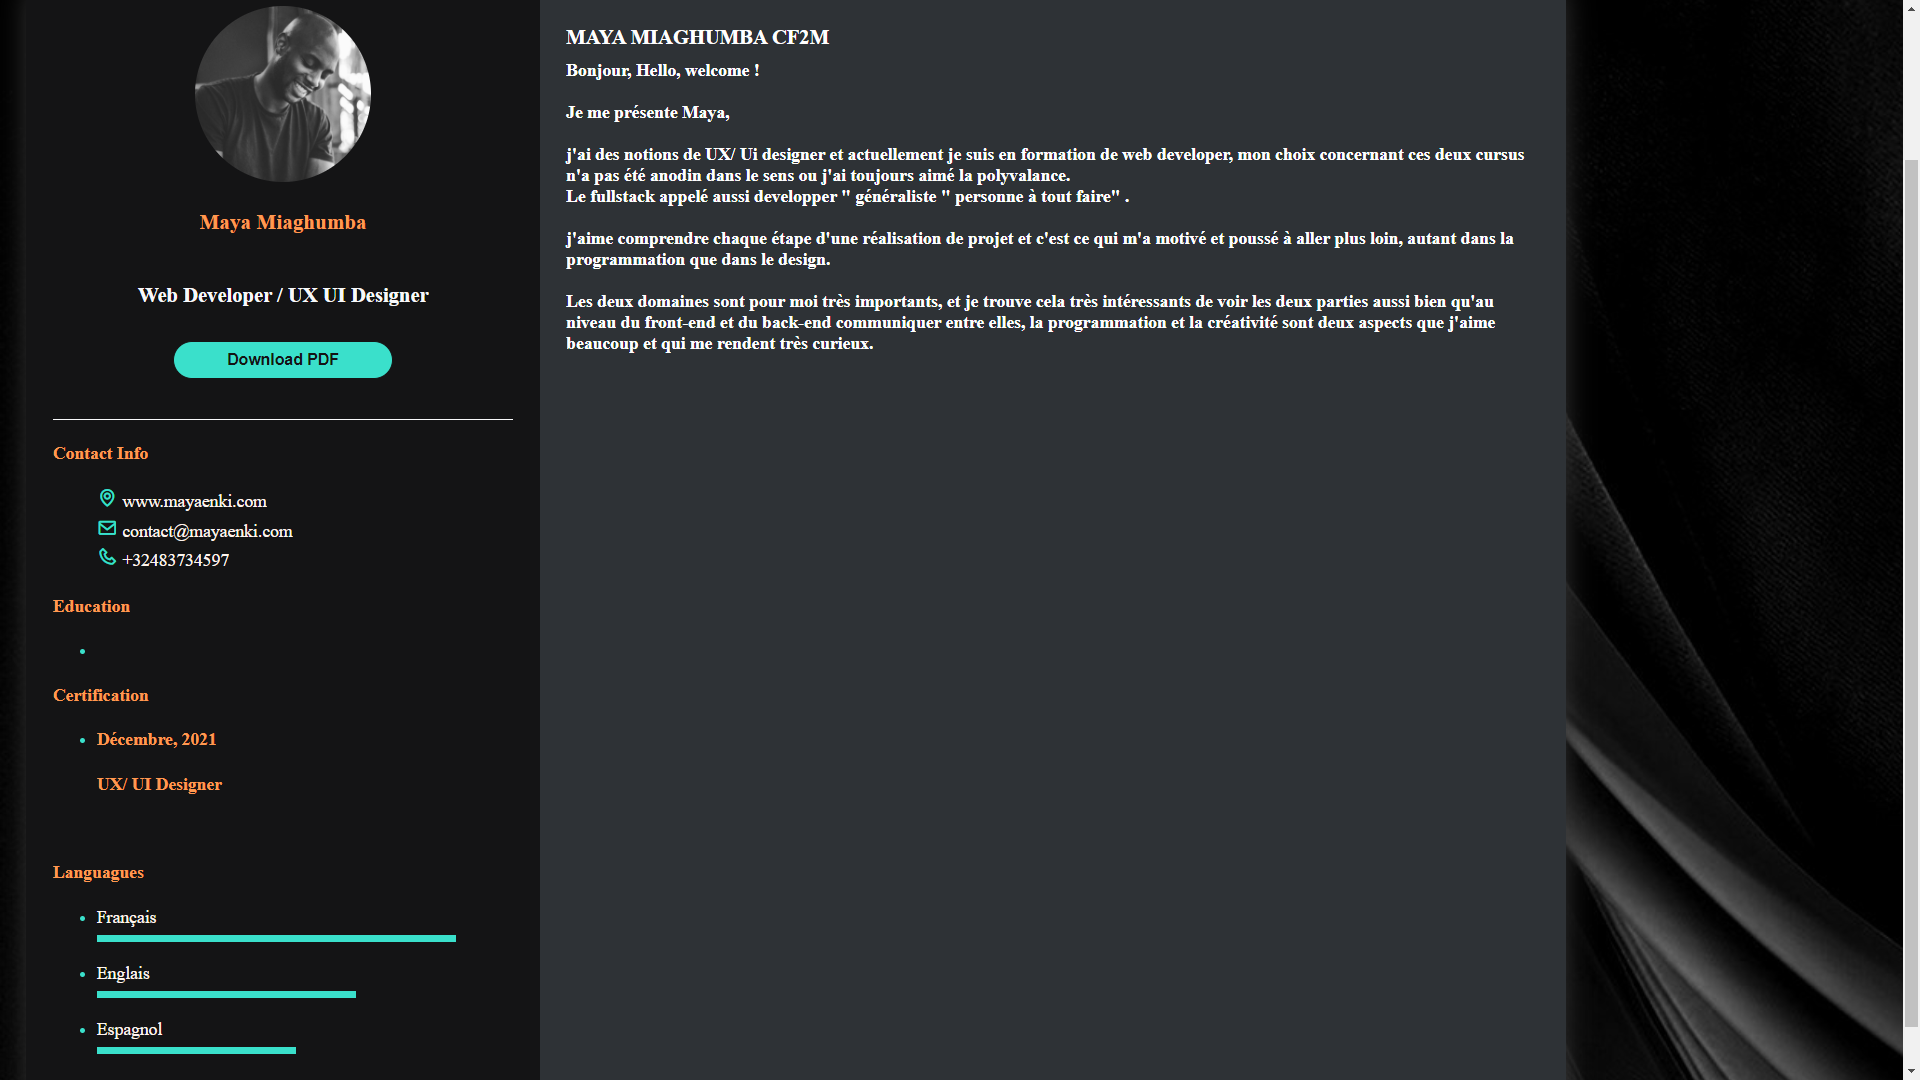 Maya Miaghumba
Web Developer / UX UI Designer
Download PDF
Contact Info
www.mayaenki.com
contact@mayaenki.com
+32483734597
Education
Certification
Décembre, 2021
UX/ UI Designer
Languagues
Français
Englais
Espagnol
MAYA MIAGHUMBA CF2M
Bonjour, Hello, welcome !
Je me présente Maya,
j'ai des notions de UX/ Ui designer et actuellement je suis en formation de web developer, mon choix concernant ces deux cursus
n'a pas été anodin dans le sens ou j'ai toujours aimé la polyvalance.
Le fullstack appelé aussi developper " généraliste " personne à tout faire" .
j'aime comprendre chaque étape d'une réalisation de projet et c'est ce qui m'a motivé et poussé à aller plus loin, autant dans la
programmation que dans le design.
Les deux domaines sont pour moi très importants, et je trouve cela très intéressants de voir les deux parties aussi bien qu'au
niveau du front-end et du back-end communiquer entre elles, la programmation et la créativité sont deux aspects que j'aime
beaucoup et qui me rendent très curieux.